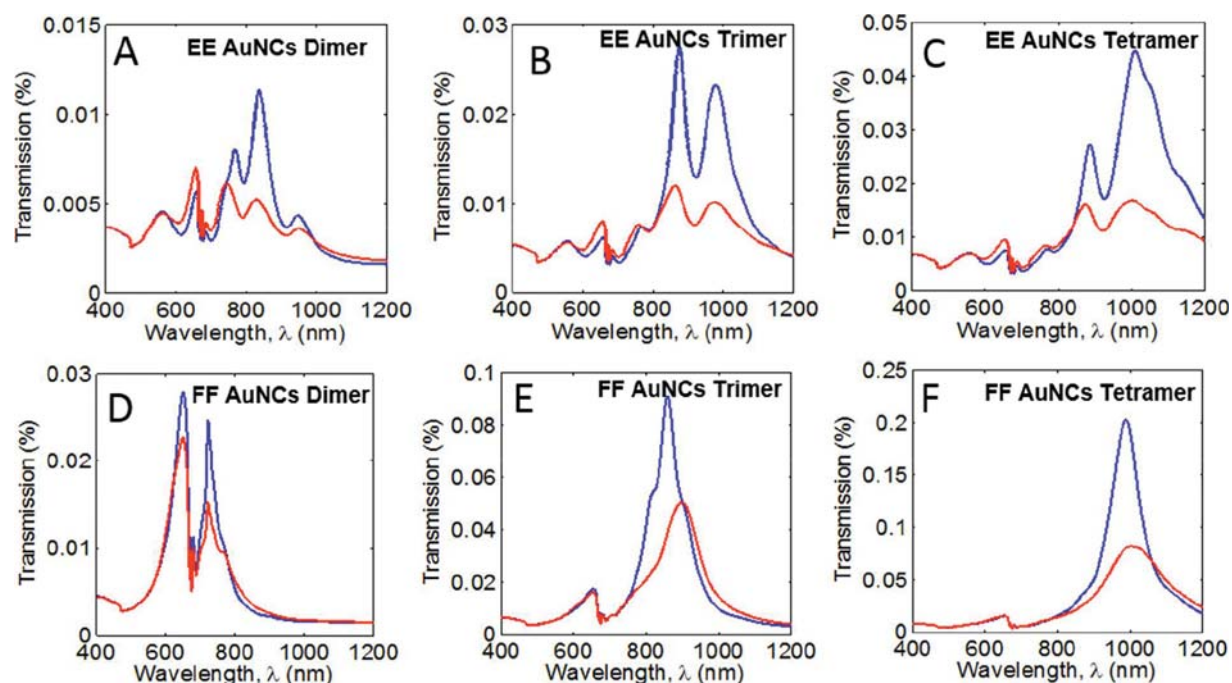 A
EE AuNCs Dimer
Transmission (%)
0.015
0.01
0.005
0
400 600 800 1000 1200
Wavelength, λ (nm)
B
EE AuNCs Trimer
Transmission (%)
0.03
0.02
0.01
0
400 600 800 1000 1200
Wavelength, λ (nm)
C
EE AuNCs Tetramer
Transmission (%)
0.05
0.04
0.03
0.02
0.01
0
400 600 800 1000 1200
Wavelength, λ (nm)
D
FF AuNCs Dimer
Transmission (%)
0.03
0.02
0.01
0
400 600 800 1000 1200
Wavelength, λ (nm)
E
FF AuNCs Trimer
Transmission (%)
0.1
0.08
0.06
0.04
0.02
0
400 600 800 1000 1200
Wavelength, λ (nm)
F
FF AuNCs Tetramer
Transmission (%)
0.25
0.2
0.15
0.1
0.05
0
400 600 800 1000 1200
Wavelength, λ (nm)